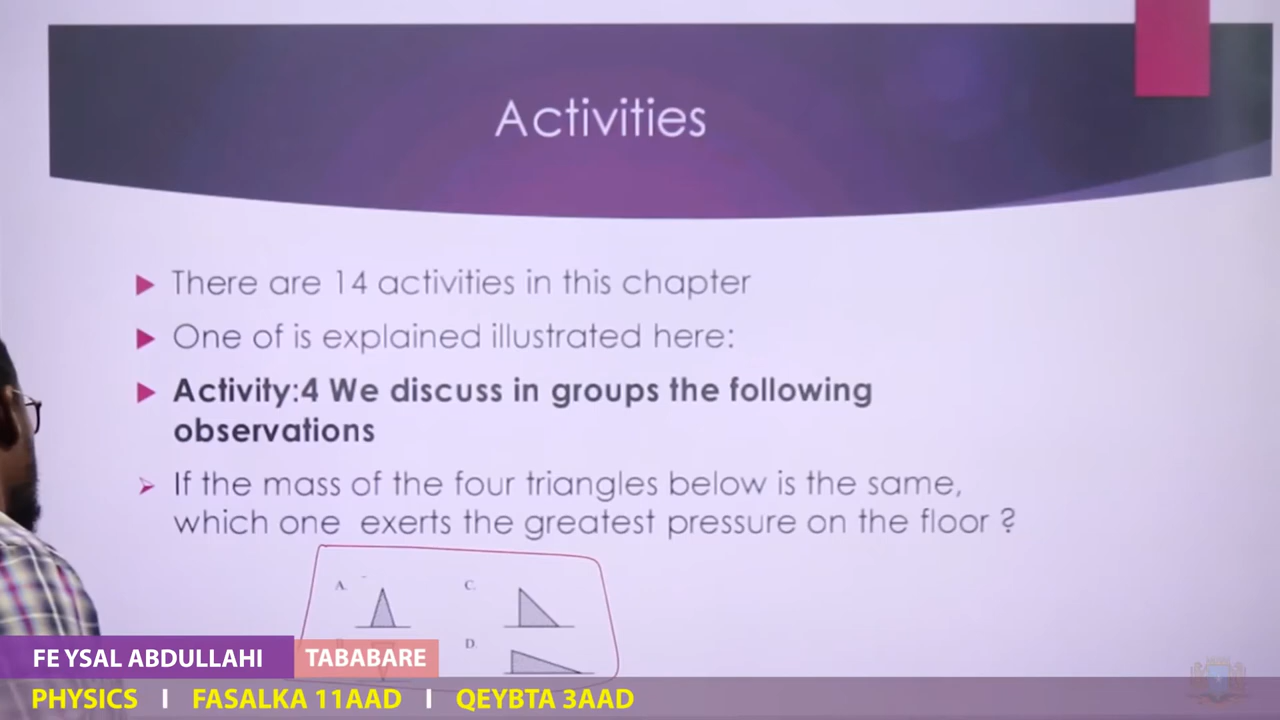 Activities
There are 14 activities in this chapter
One of is explained illustrated here:
Activity:4 We discuss in groups the following
observations
If the mass of the four triangles below is the same,
which one exerts the greatest pressure on the floor ?
A.
C.
B.
D.
FEYSAL ABDULLAHI
TABABARE
PHYSICS I FASALKA 11AAD I QEYBTA 3AAD